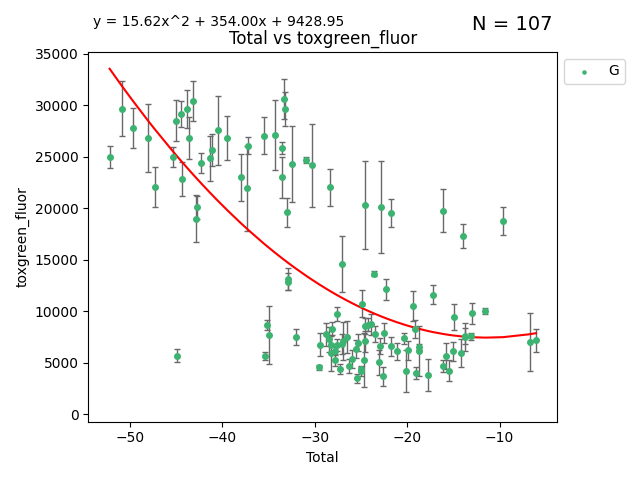 y = 15.62x^2 + 354.00x + 9428.95
N = 107
Total vs toxgreen_fluor
G
toxgreen_fluor
35000
30000
25000
20000
15000
10000
5000
0
−50
−40
−30
−20
−10
Total